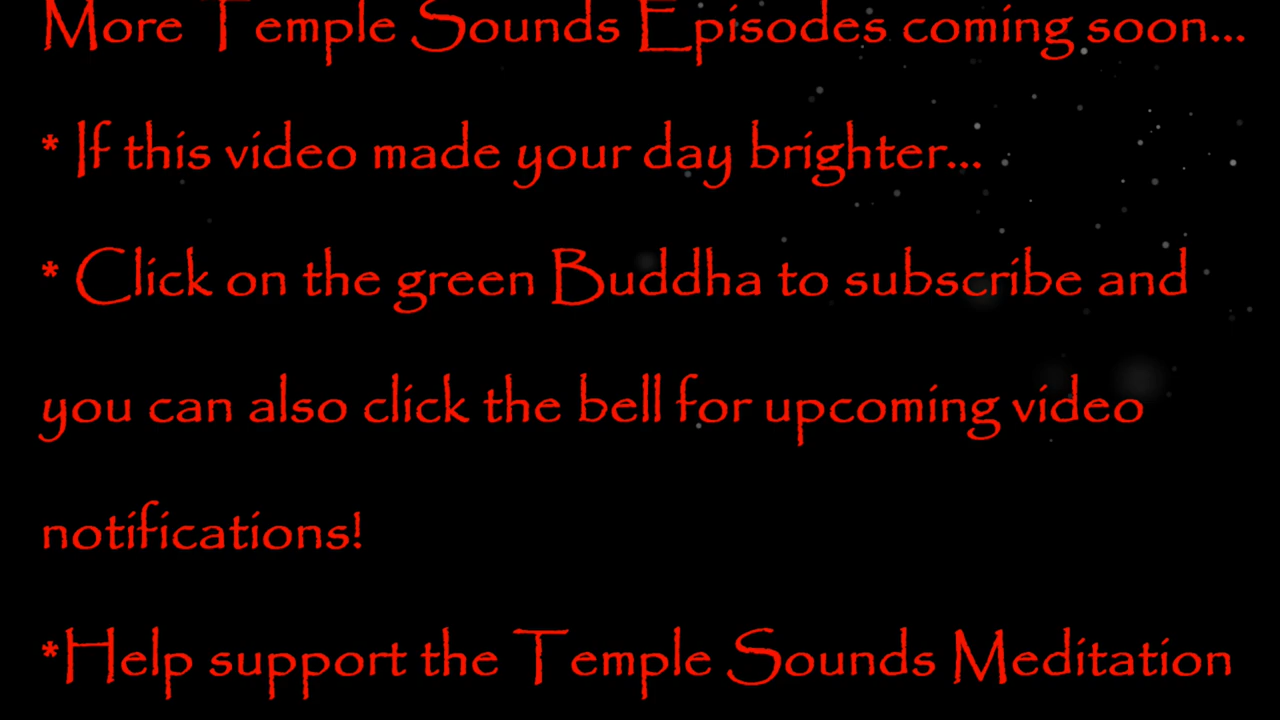 More Temple Sounds Episodes coming soon...
* If this video made your day brighter...
* Click on the green Buddha to subscribe and
you can also click the bell for upcoming video
notifications!
*Help support the Temple Sounds Meditation